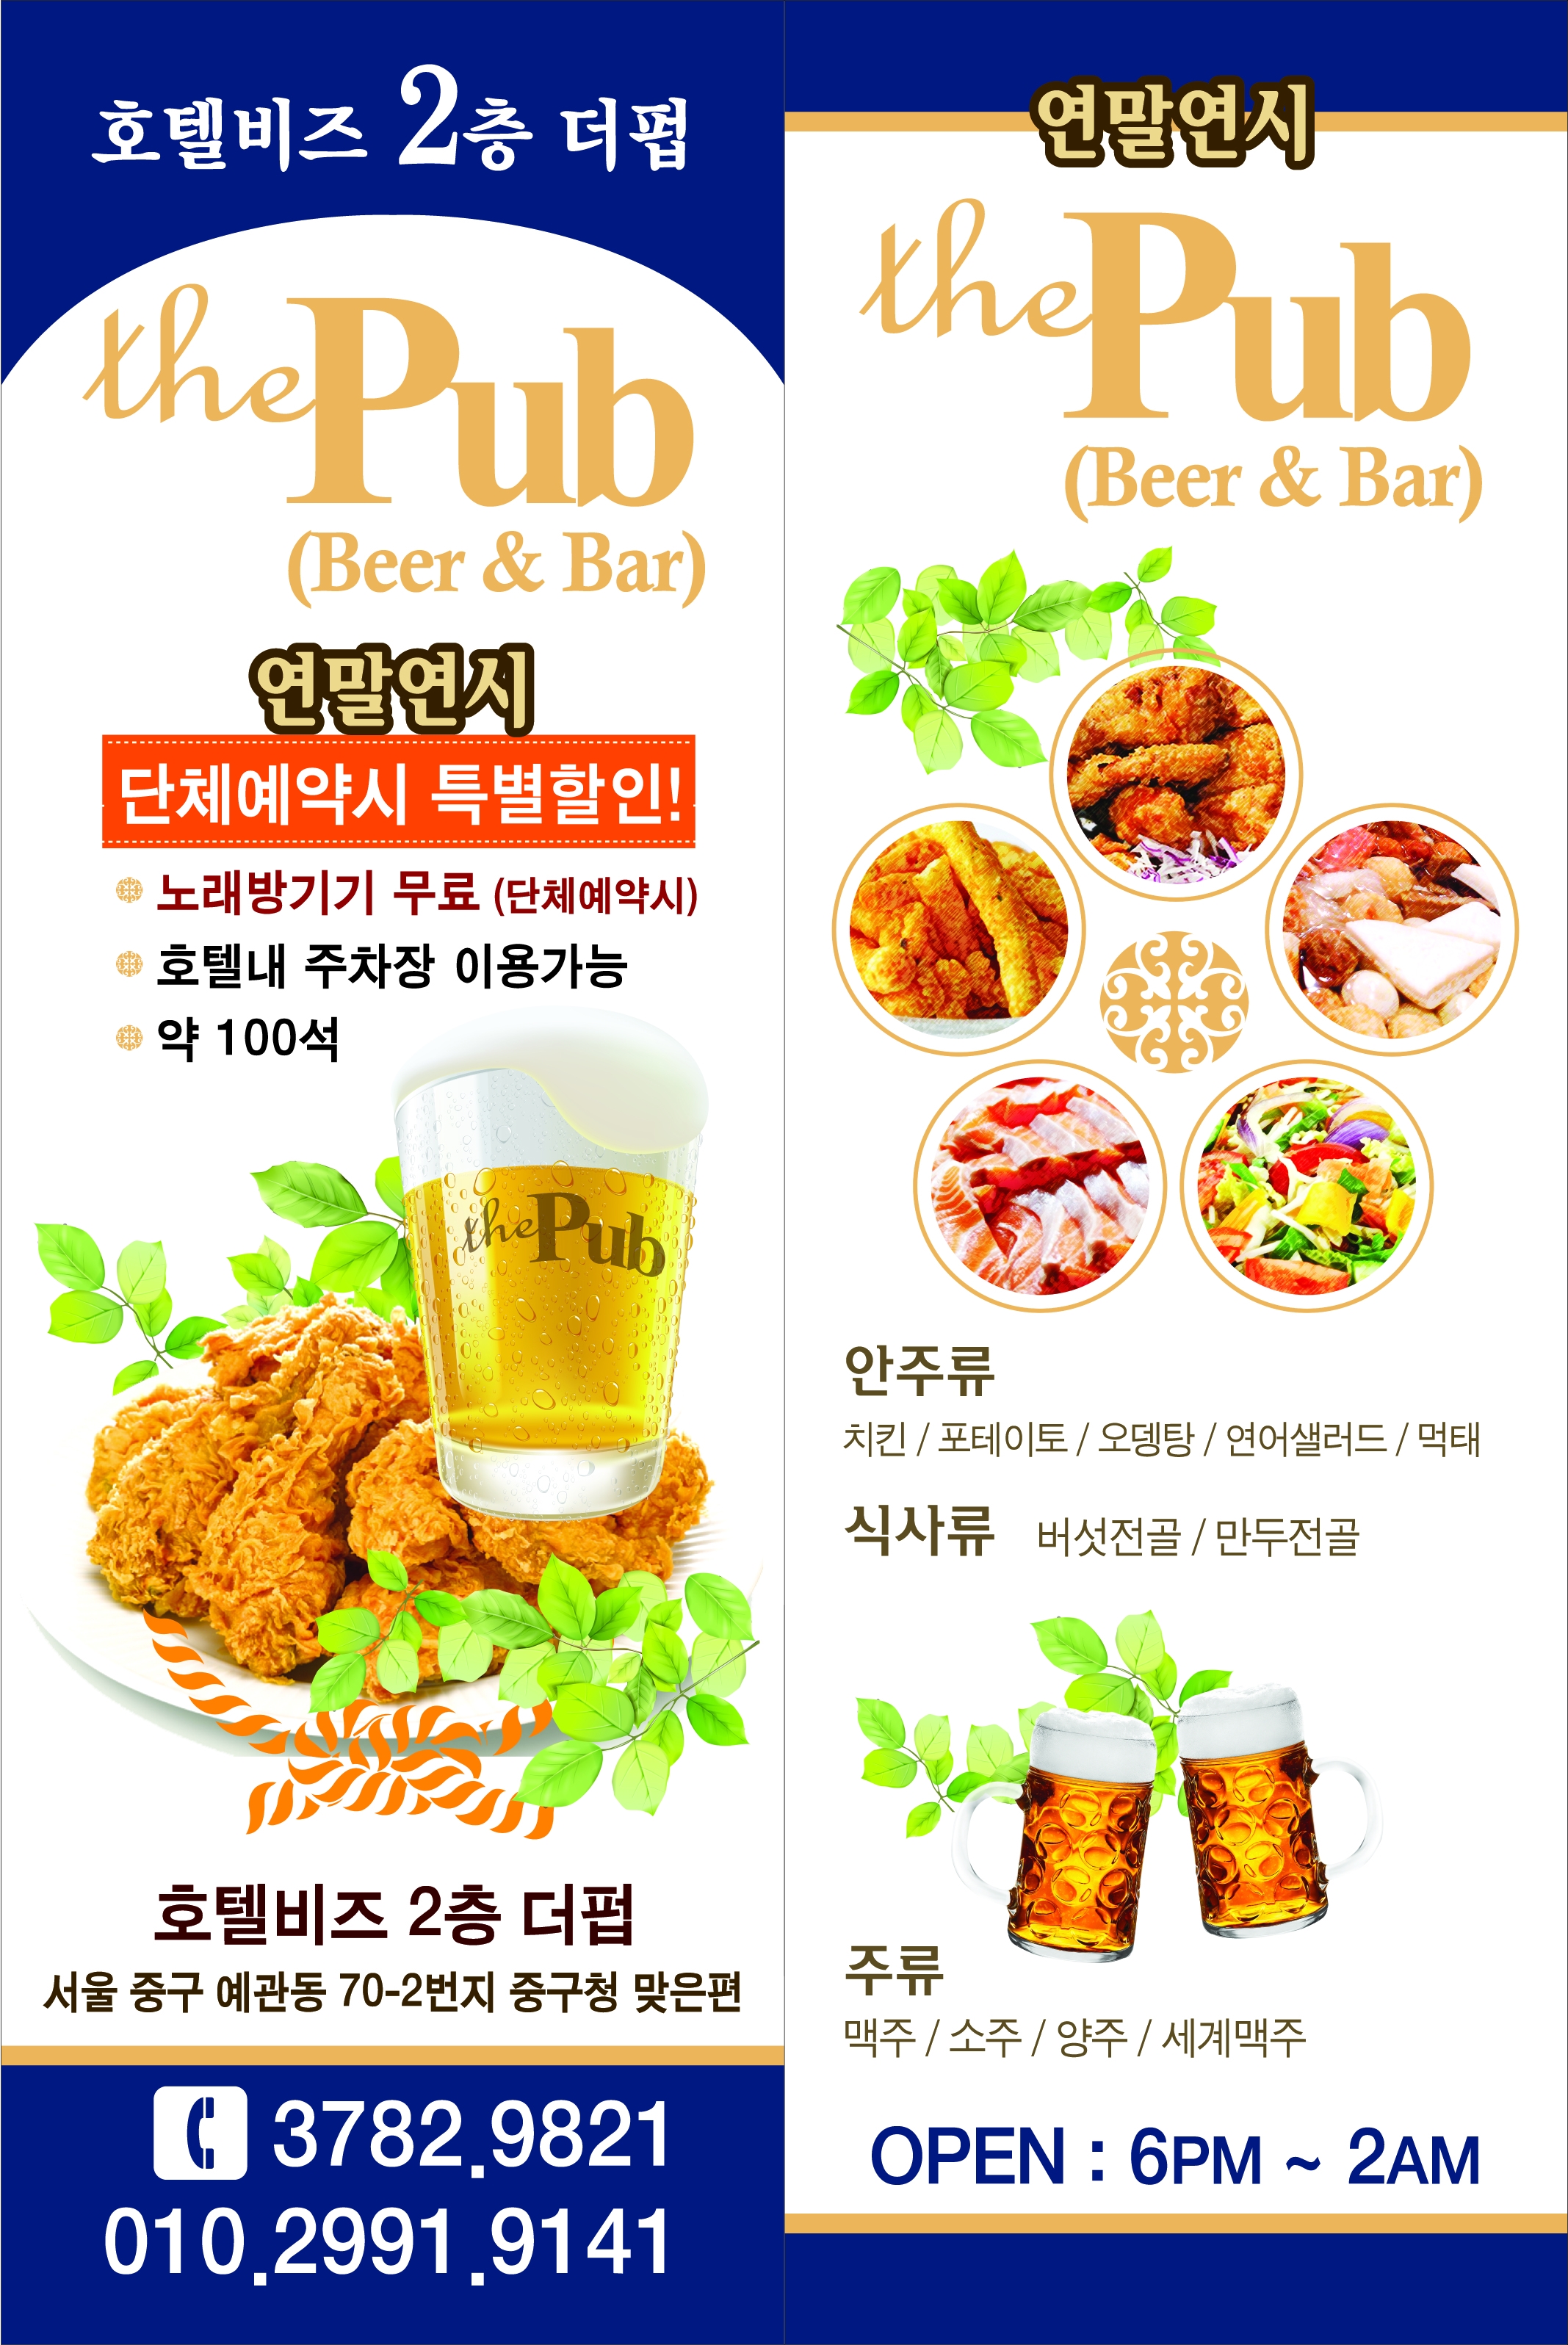 호텔비즈 2층 더펍
the Pub
(Beer & Bar)
연말연시
단체예약시 특별할인!
노래방기기 무료 (단체예약시)
호텔내 주차장 이용가능
약 100석
the Pub
호텔비즈 2층 더펍
서울 중구 예관동 70-2번지 중구청 맞은편
3782.9821
010.2991.9141
연말연시
the Pub
(Beer & Bar)
안주류
치킨 / 포테이토 / 오뎅탕 / 연어샐러드 / 먹태
식사류 버섯전골 / 만두전골
주류
맥주 / 소주 / 양주 / 세계맥주
OPEN : 6PM ~ 2AM